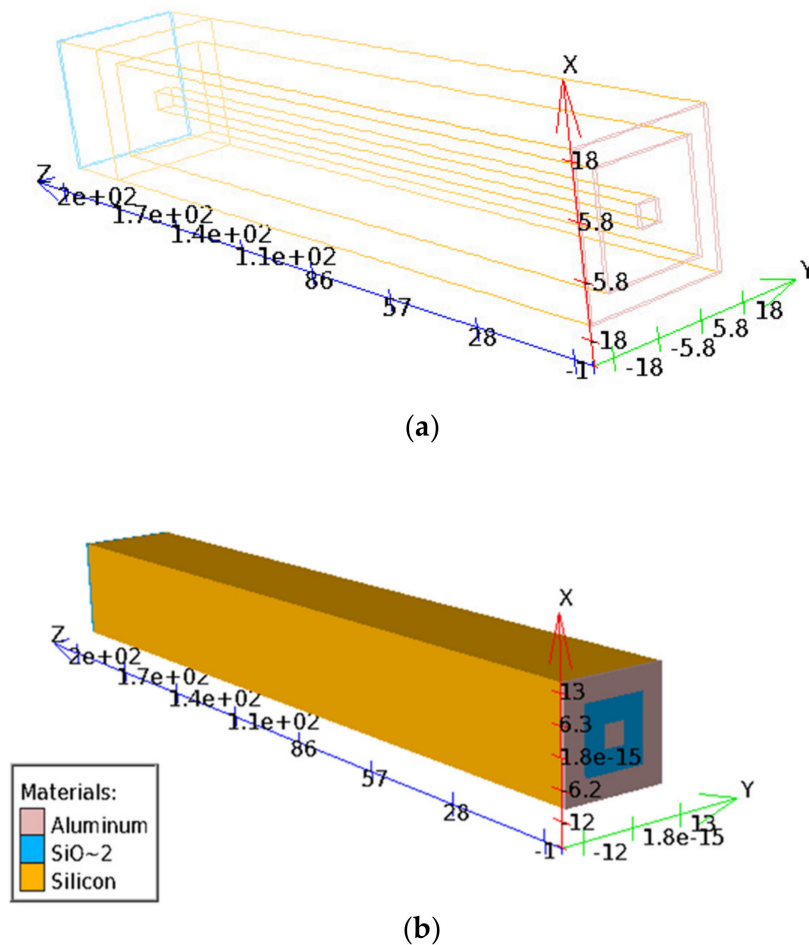 X
18
5.8
5.8
18
Z
2e+02
1.7e+02
1.4e+02
1.1e+02
86
57
28
-1
Y
-18
-5.8
5.8
18
(a)
X
13
6.3
1.8e-15
-6.2
-12
Z
2e+02
1.7e+02
1.4e+02
1.1e+02
86
57
28
-1
Y
-12
1.8e-15
13
Materials:
Aluminum
SiO~2
Silicon
(b)